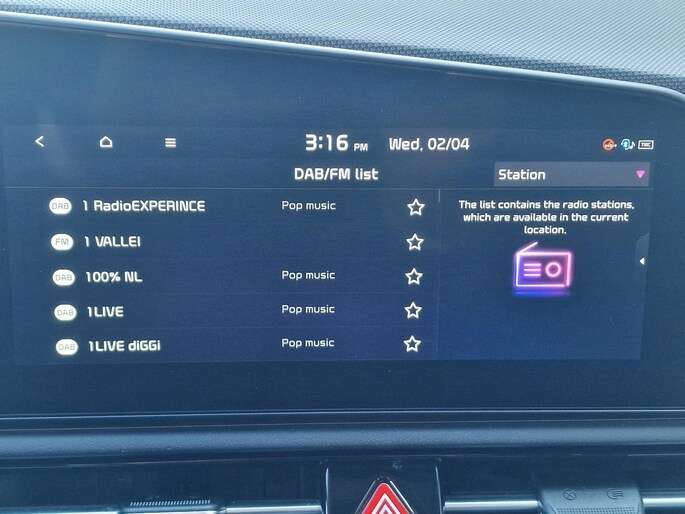 3:16 PM Wed, 02/04
DAB/FM list
Station
DAB 1 RadioEXPERINCE Pop music
FM 1 VALLEI
DAB 100% NL Pop music
DAB 1LIVE Pop music
DAB 1LIVE diGGi Pop music
The list contains the radio stations,
which are available in the current
location.